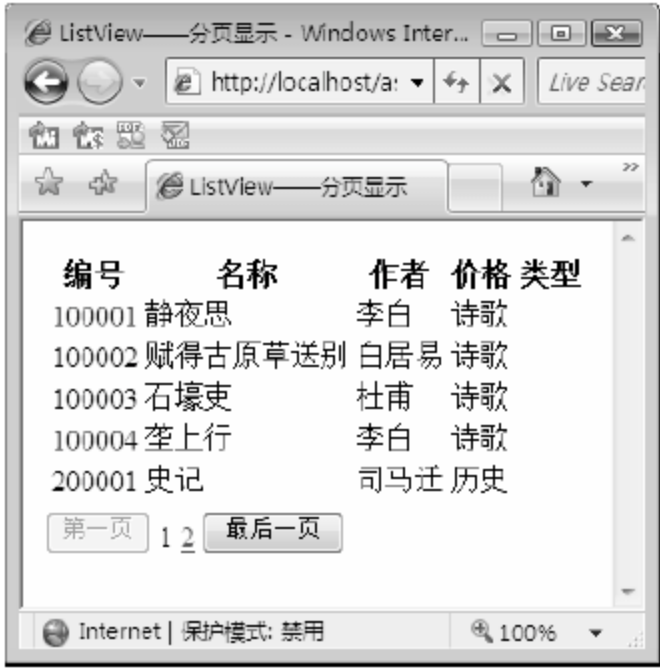 ListView——分页显示 - Windows Inter...
http://localhost/a: Live Sear
ListView——分页显示
编号 名称 作者 价格 类型
100001 静夜思 李白 诗歌
100002 赋得古原草送别 白居易 诗歌
100003 石壕吏 杜甫 诗歌
100004 垄上行 李白 诗歌
200001 史记 司马迁 历史
第一页 1 2 最后一页
Internet | 保护模式: 禁用 100%